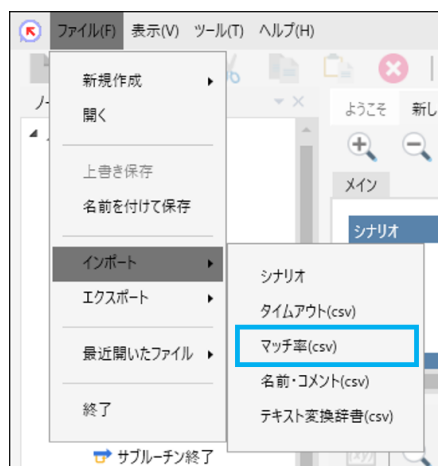 ファイル(F) 表示(V) ツール(T) ヘルプ(H)
新規作成
開く
上書き保存
名前を付けて保存
インポート
エクスポート
最近開いたファイル
終了
シナリオ
タイムアウト(csv)
マッチ率(csv)
名前・コメント(csv)
テキスト変換辞書(csv)
ようこそ 新し
メイン
シナリオ
サブルーチン終了